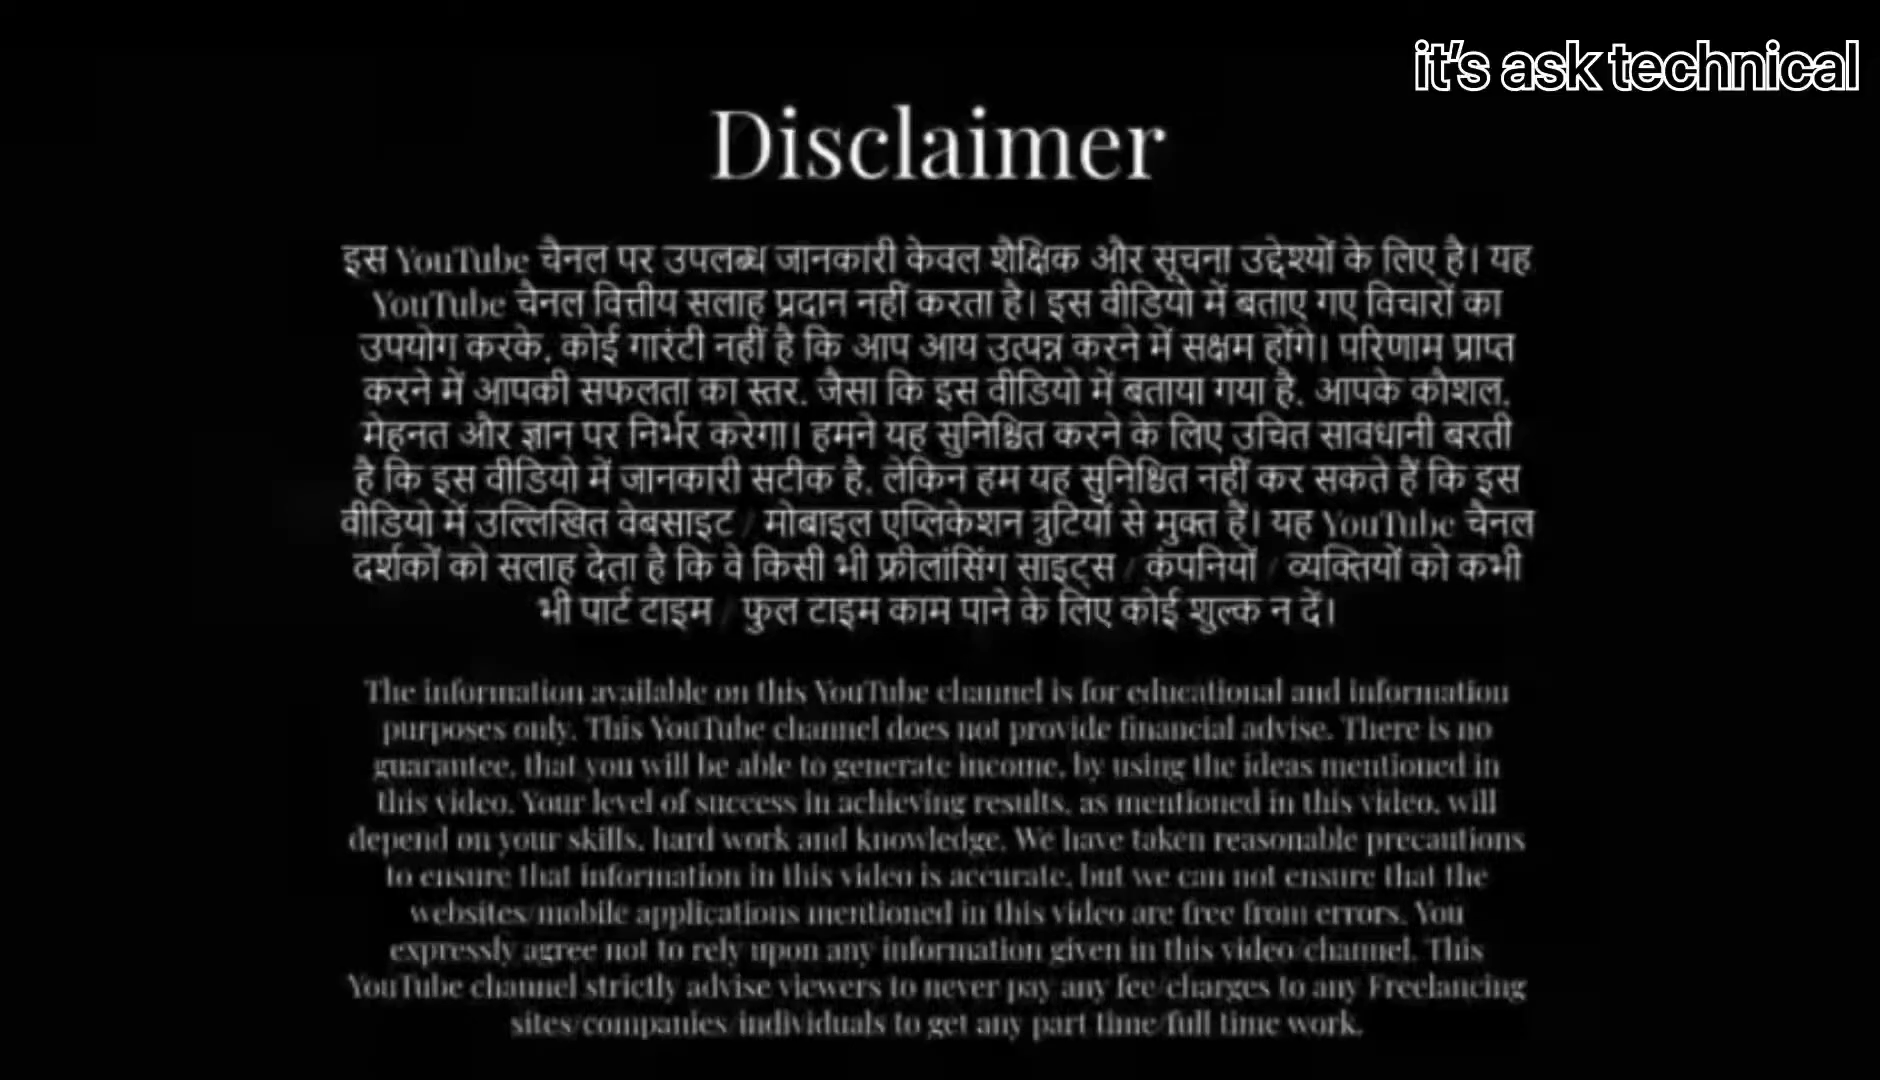 it's ask technical
Disclaimer
इस YouTube चैनल पर उपलब्ध जानकारी केवल शैक्षिक और सूचना उद्देश्यों के लिए है। यह
YouTube चैनल वित्तीय सलाह प्रदान नहीं करता है। इस वीडियो में बताए गए विचारों का
उपयोग करके, कोई गारंटी नहीं है कि आप आय उत्पन्न करने में सक्षम होंगे। परिणाम प्राप्त
करने में आपकी सफलता का स्तर, जैसा कि इस वीडियो में बताया गया है, आपके कौशल,
मेहनत और ज्ञान पर निर्भर करेगा। हमने यह सुनिश्चित करने के लिए उचित सावधानी बरती
है कि इस वीडियो में जानकारी सटीक है, लेकिन हम यह सुनिश्चित नहीं कर सकते हैं कि इस
वीडियो में उल्लिखित वेबसाइट / मोबाइल एप्लिकेशन त्रुटियों से मुक्त हैं। यह YouTube चैनल
दर्शकों को सलाह देता है कि वे किसी भी फ्रीलांसिंग साइट्स / कंपनियों / व्यक्तियों को कभी
भी पार्ट टाइम / फुल टाइम काम पाने के लिए कोई शुल्क न दें।
The information available on this YouTube channel is for educational and information
purposes only. This YouTube channel does not provide financial advise. There is no
guarantee, that you will be able to generate income, by using the ideas mentioned in
this video. Your level of success in achieving results, as mentioned in this video, will
depend on your skills, hard work and knowledge. We have taken reasonable precautions
to ensure that information in this video is accurate, but we can not ensure that the
websites/mobile applications mentioned in this video are free from errors. You
expressly agree not to rely upon any information given in this video/channel. This
YouTube channel strictly advise viewers to never pay any fee/charges to any Freelancing
sites/companies/individuals to get any part time/full time work.